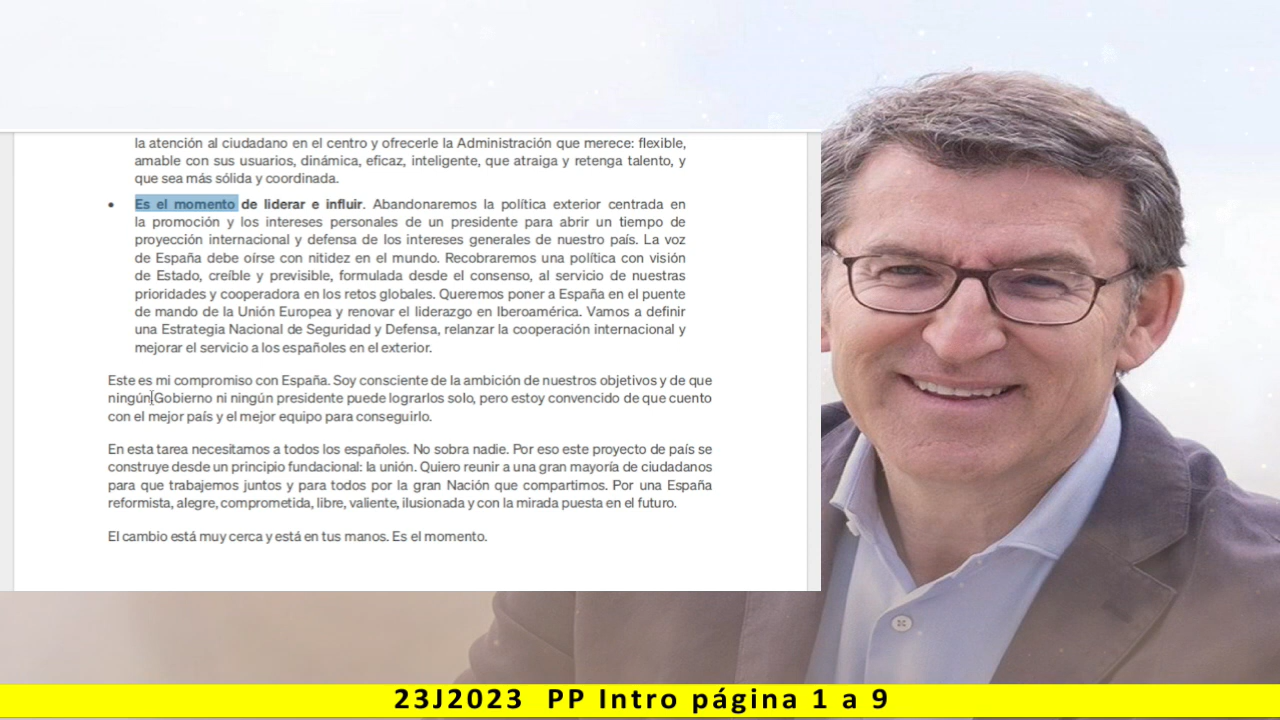 la atención al ciudadano en el centro y ofrecerle la Administración que merece: flexible,
amable con sus usuarios, dinámica, eficaz, inteligente, que atraiga y retenga talento, y
que sea más sólida y coordinada.
• Es el momento de liderar e influir. Abandonaremos la política exterior centrada en
la promoción y los intereses personales de un presidente para abrir un tiempo de
proyección internacional y defensa de los intereses generales de nuestro país. La voz
de España debe oírse con nitidez en el mundo. Recobraremos una política con visión
de Estado, creíble y previsible, formulada desde el consenso, al servicio de nuestras
prioridades y cooperadora en los retos globales. Queremos poner a España en el puente
de mando de la Unión Europea y renovar el liderazgo en Iberoamérica. Vamos a definir
una Estrategia Nacional de Seguridad y Defensa, relanzar la cooperación internacional y
mejorar el servicio a los españoles en el exterior.
Este es mi compromiso con España. Soy consciente de la ambición de nuestros objetivos y de que
ningún Gobierno ni ningún presidente puede lograrlos solo, pero estoy convencido de que cuento
con el mejor país y el mejor equipo para conseguirlo.
En esta tarea necesitamos a todos los españoles. No sobra nadie. Por eso este proyecto de país se
construye desde un principio fundacional: la unión. Quiero reunir a una gran mayoría de ciudadanos
para que trabajemos juntos y para todos por la gran Nación que compartimos. Por una España
reformista, alegre, comprometida, libre, valiente, ilusionada y con la mirada puesta en el futuro.
El cambio está muy cerca y está en tus manos. Es el momento.
23J2023 PP Intro página 1 a 9